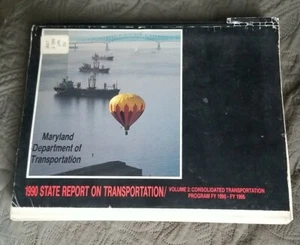 Maryland
Department of
Transportation
1990 STATE REPORT ON TRANSPORTATION/ VOLUME 2: CONSOLIDATED TRANSPORTATION
PROGRAM FY 1990 - FY 1995